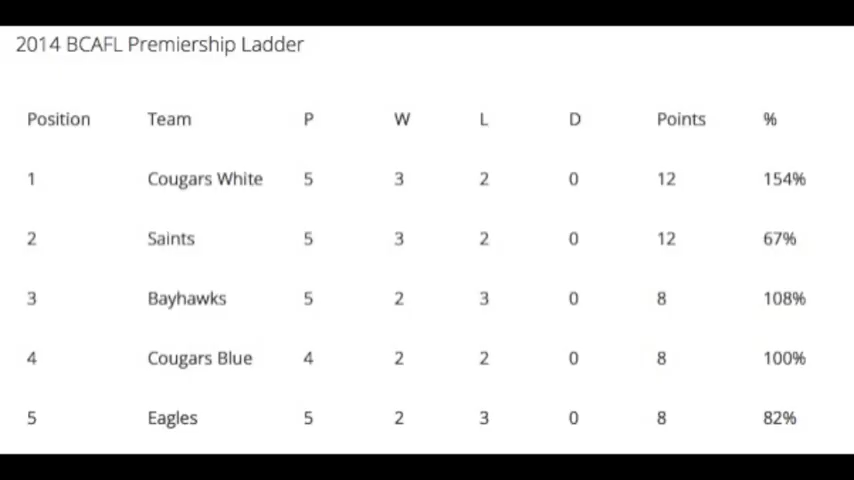 2014 BCAFL Premiership Ladder
Position Team P W L D Points %
1 Cougars White 5 3 2 0 12 154%
2 Saints 5 3 2 0 12 67%
3 Bayhawks 5 2 3 0 8 108%
4 Cougars Blue 4 2 2 0 8 100%
5 Eagles 5 2 3 0 8 82%